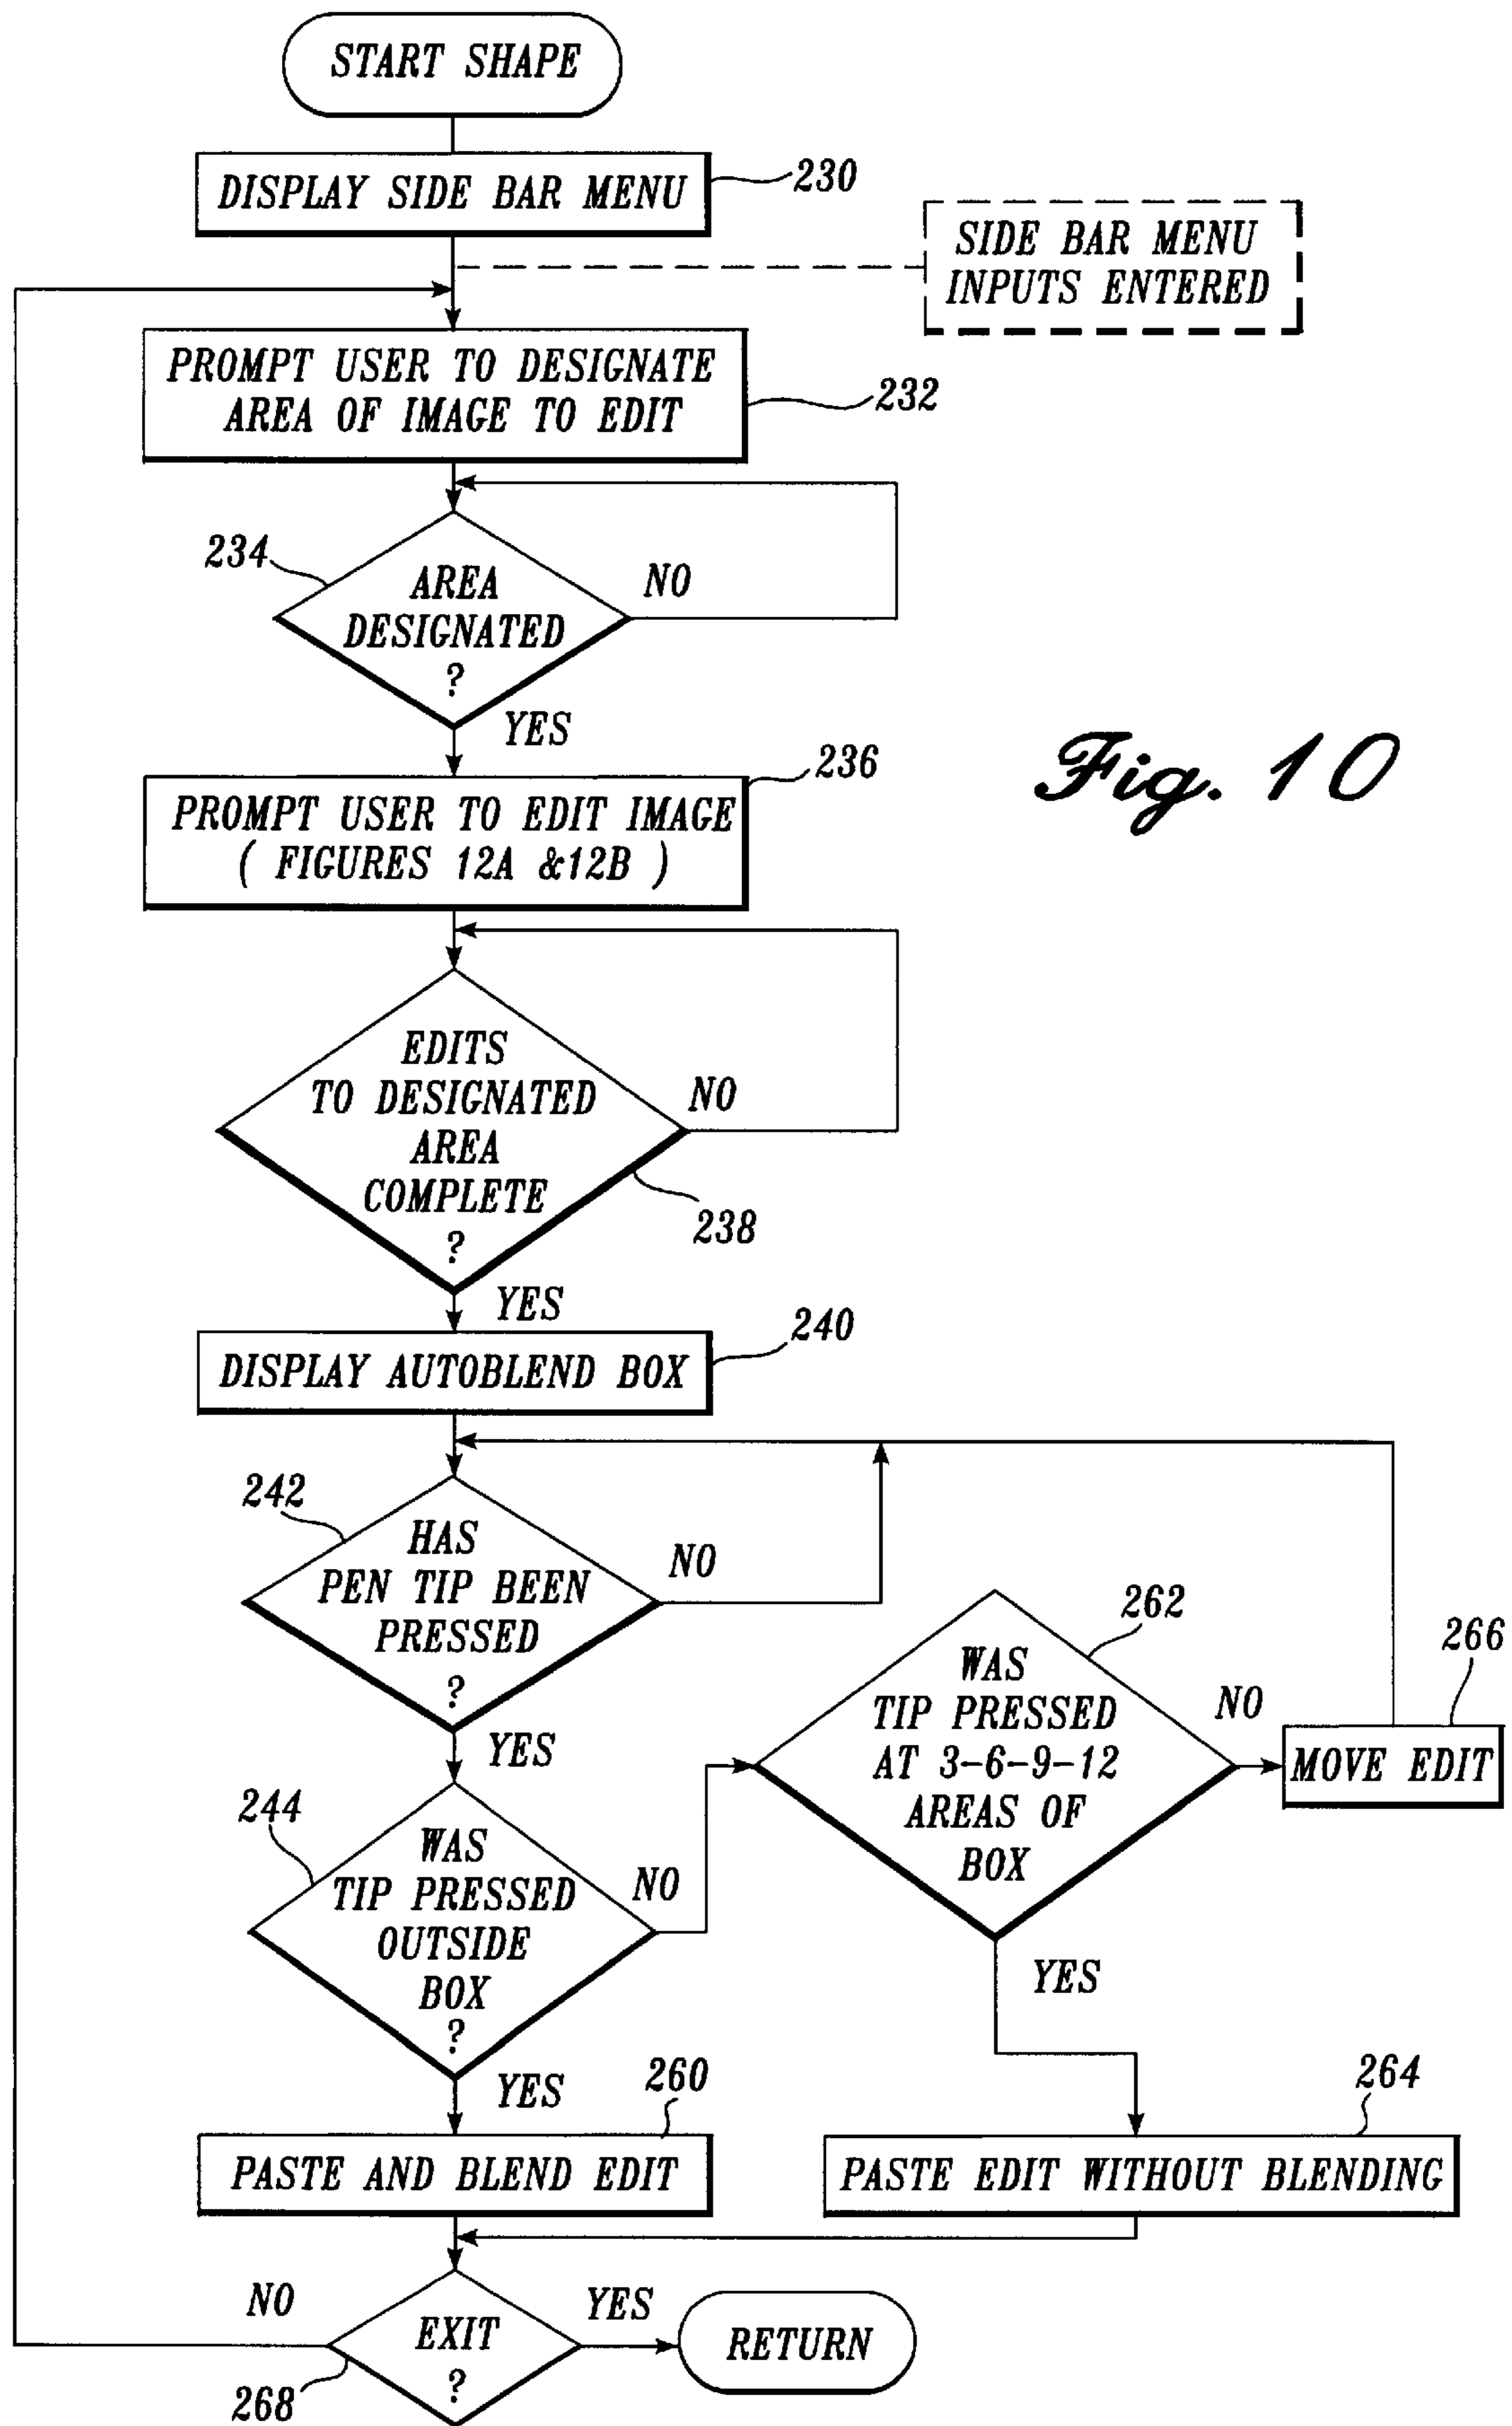 START SHAPE
DISPLAY SIDE BAR MENU
230
SIDE BAR MENU
INPUTS ENTERED
PROMPT USER TO DESIGNATE
AREA OF IMAGE TO EDIT
232
234
AREA
DESIGNATED
?
NO
YES
Fig. 10
236
PROMPT USER TO EDIT IMAGE
( FIGURES 12A &12B )
EDITS
TO DESIGNATED
AREA
COMPLETE
?
NO
238
YES
240
DISPLAY AUTOBLEND BOX
242
HAS
PEN TIP BEEN
PRESSED
?
NO
YES
262
WAS
TIP PRESSED
AT 3-6-9-12
AREAS OF
BOX
NO
266
MOVE EDIT
YES
244
WAS
TIP PRESSED
OUTSIDE
BOX
?
NO
YES
260
PASTE AND BLEND EDIT
264
PASTE EDIT WITHOUT BLENDING
NO
EXIT
?
YES
268
RETURN